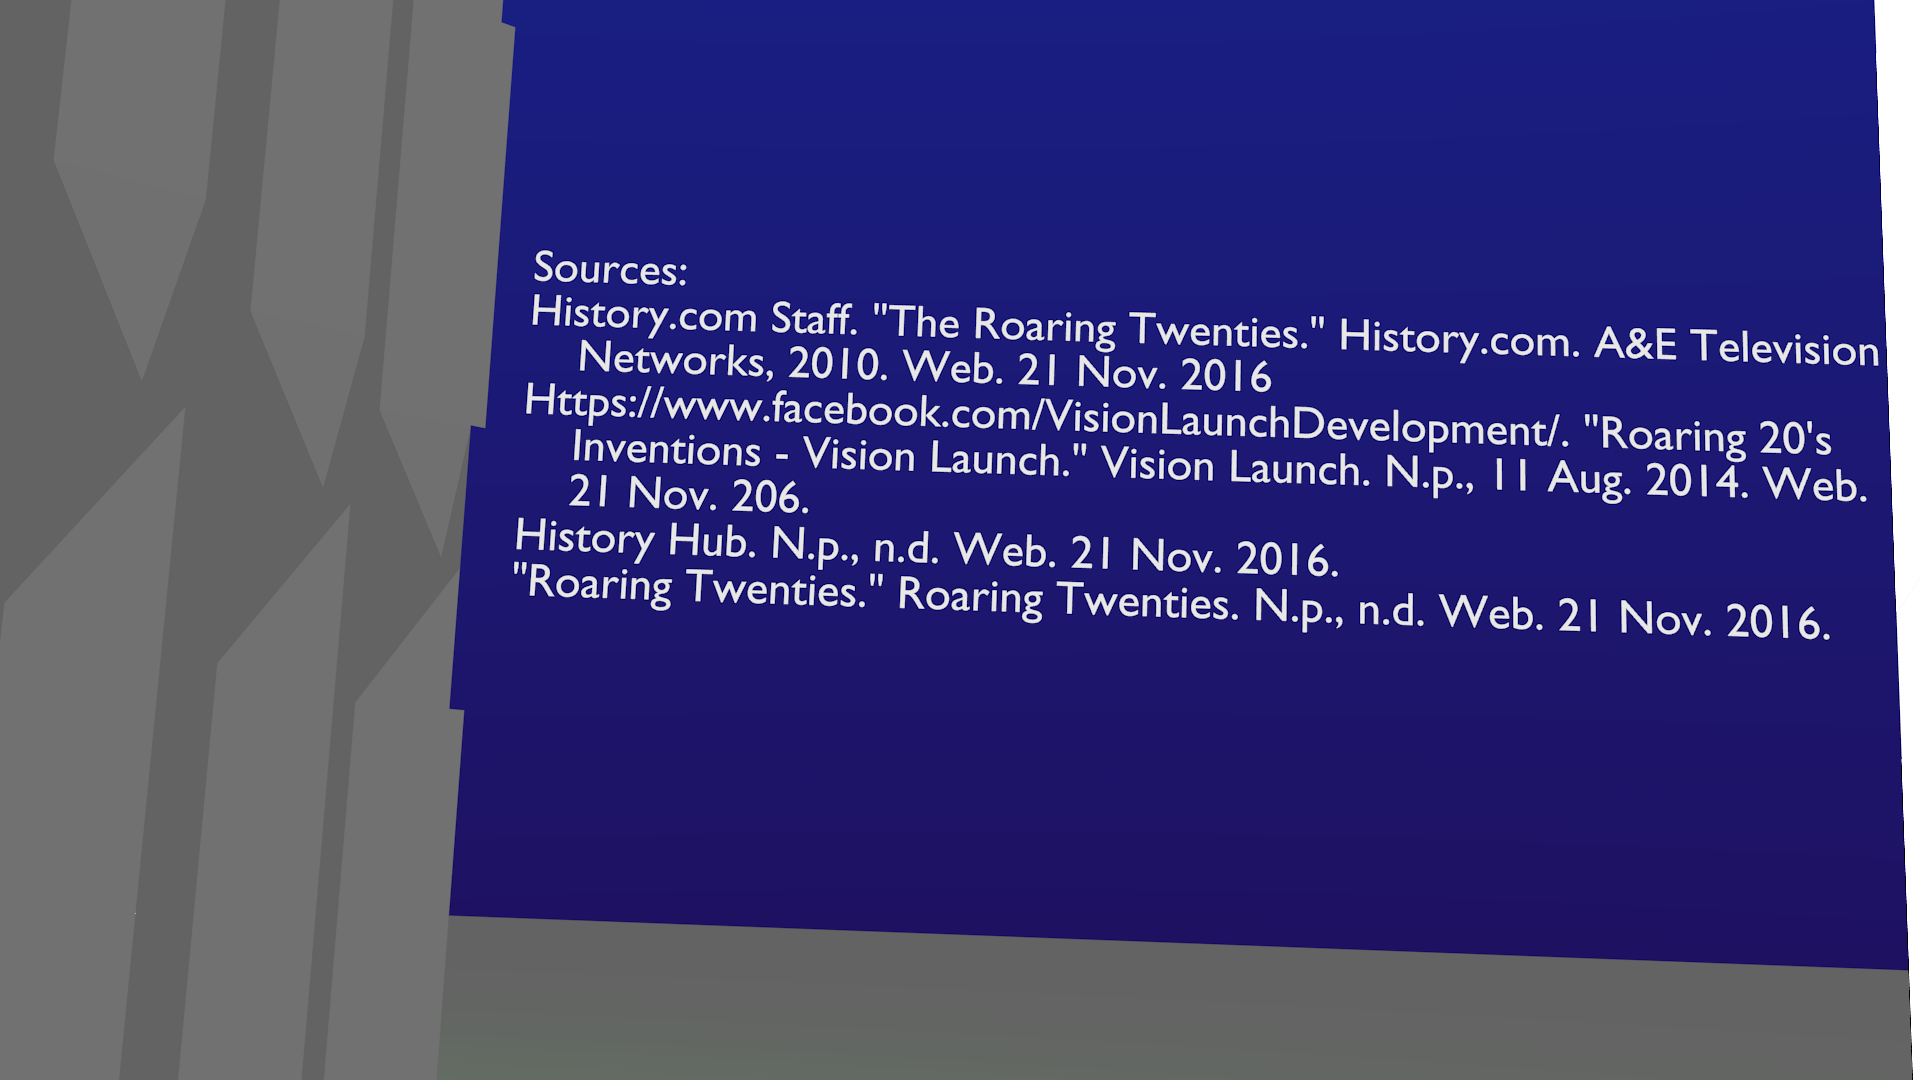 Sources:
History.com Staff. "The Roaring Twenties." History.com. A&E Television
Networks, 2010. Web. 21 Nov. 2016
Https://www.facebook.com/VisionLaunchDevelopment/. "Roaring 20's
Inventions - Vision Launch." Vision Launch. N.p., 11 Aug. 2014. Web.
21 Nov. 206.
History Hub. N.p., n.d. Web. 21 Nov. 2016.
"Roaring Twenties." Roaring Twenties. N.p., n.d. Web. 21 Nov. 2016.